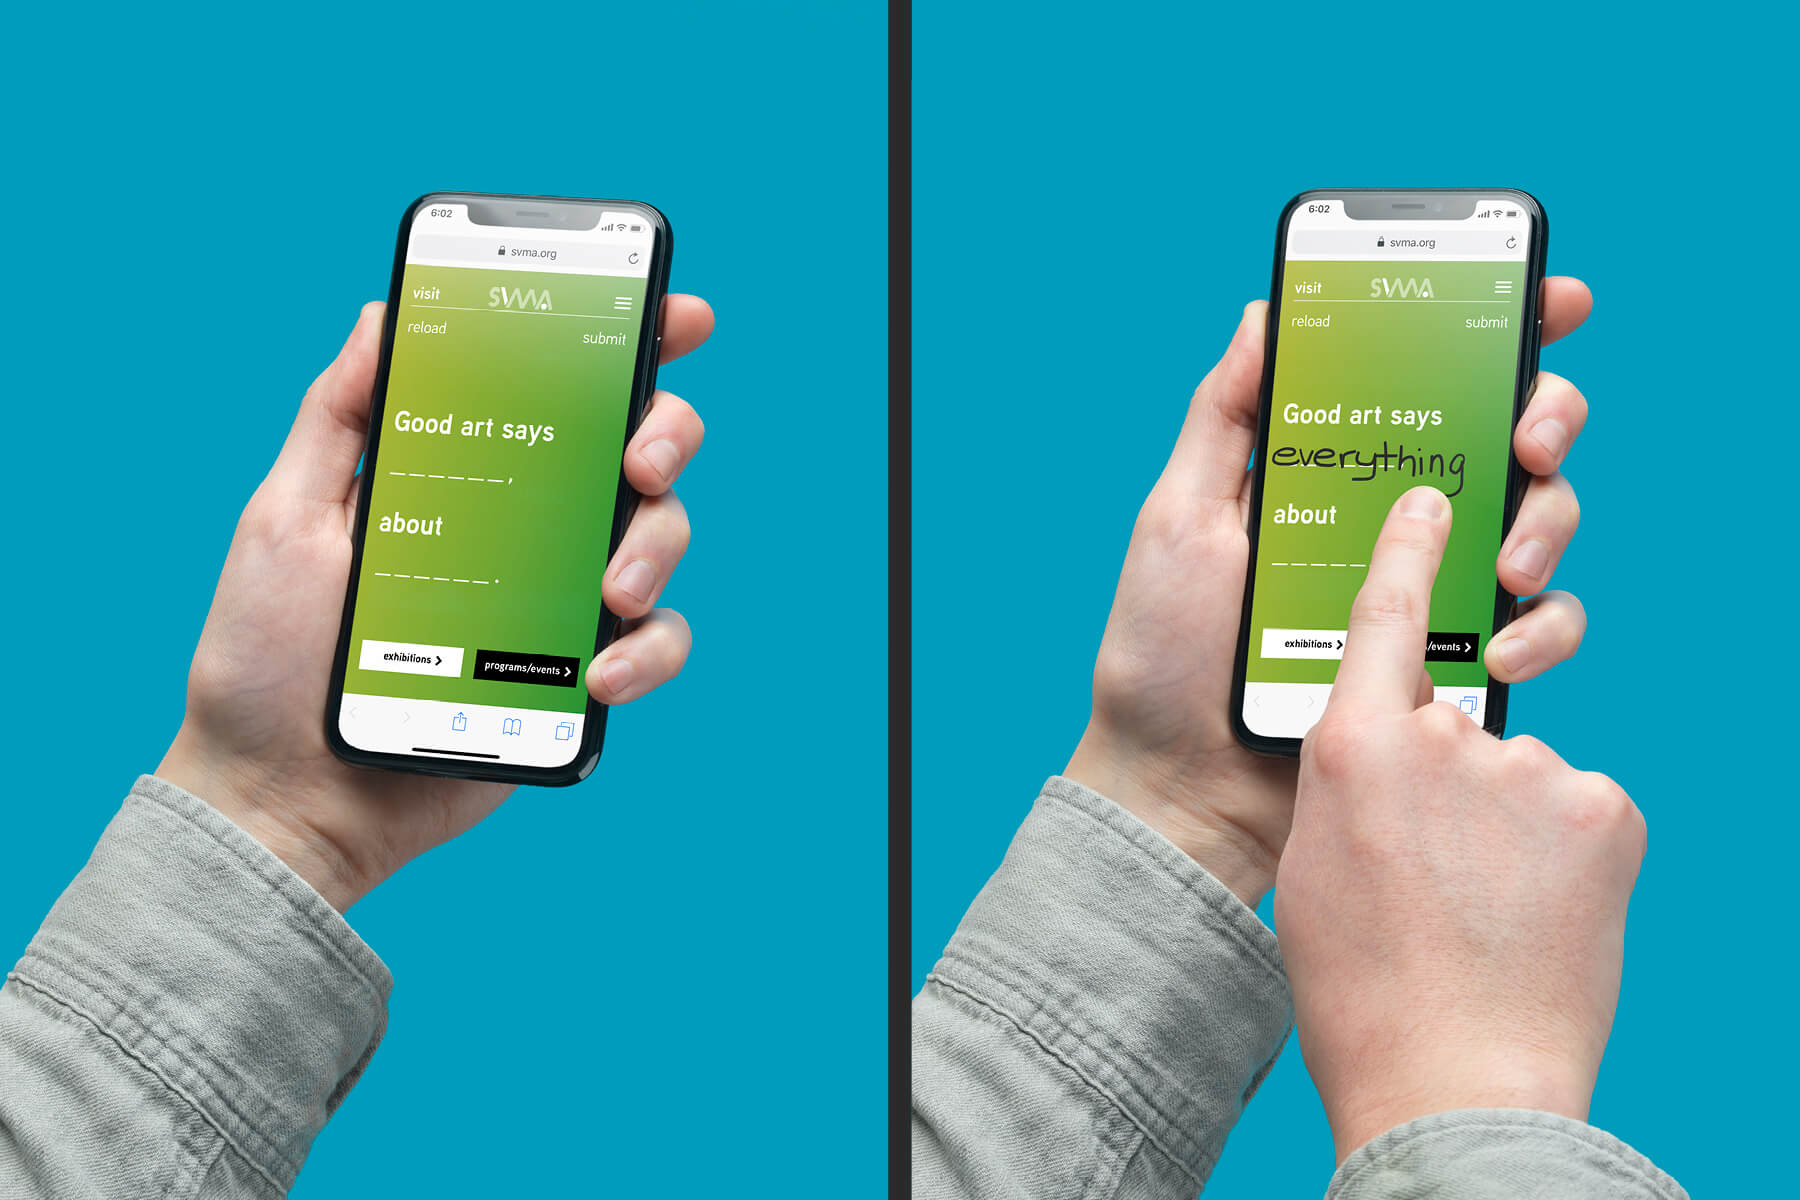 6:02
svma.org
visit SVMA
reload submit
Good art says
______,
about
______.
exhibitions programs/events
6:02
svma.org
visit SVMA
reload submit
Good art says
everything
about
_____
exhibitions /events